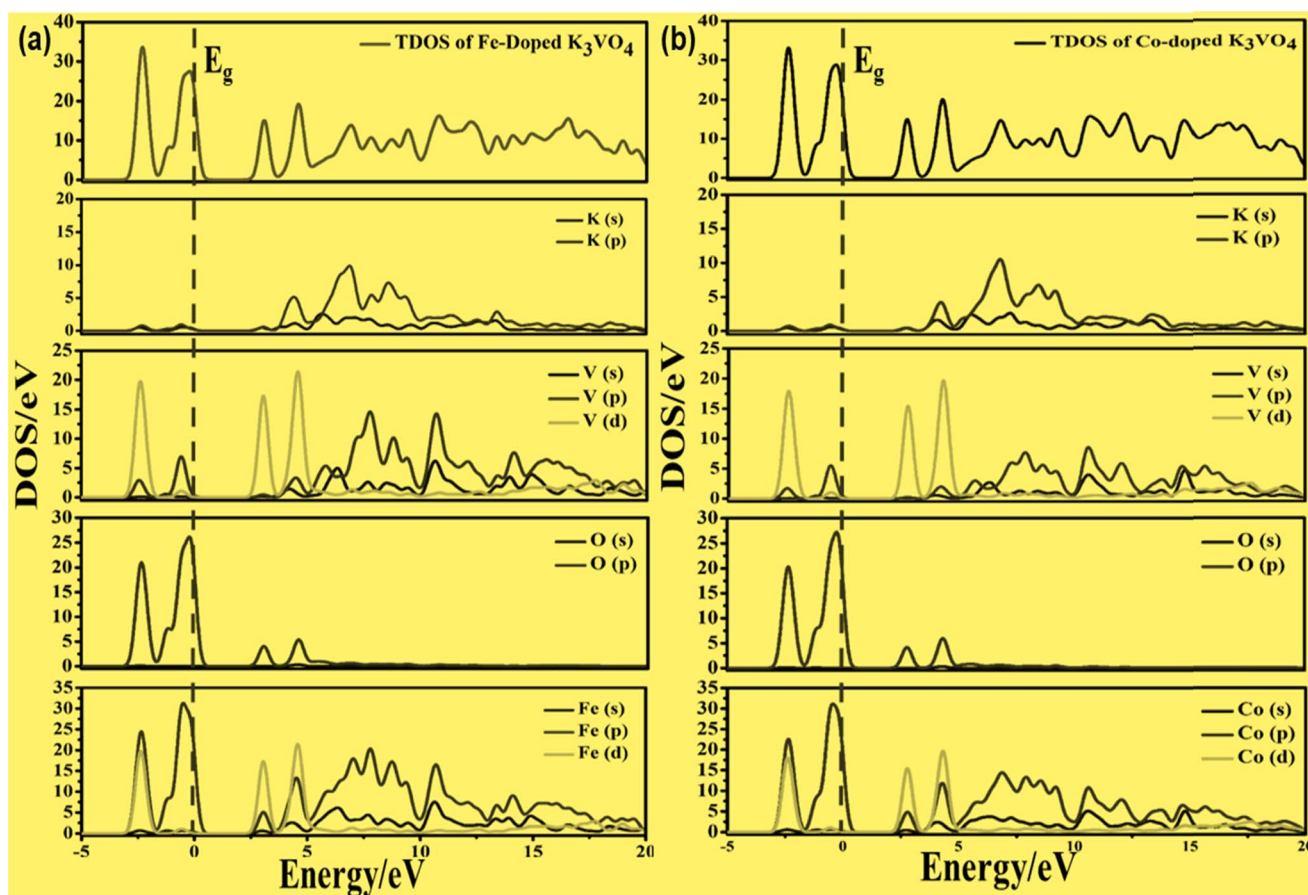 (a)
TDOS of Fe-Doped K₃VO₄
E_g
40
30
20
10
0
K (s)
K (p)
20
15
10
5
0
V (s)
V (p)
V (d)
25
20
15
10
5
0
O (s)
O (p)
30
25
20
15
10
5
0
Fe (s)
Fe (p)
Fe (d)
35
30
25
20
15
10
5
0
-5 0 5 10 15 20
DOS/eV
Energy/eV
(b)
TDOS of Co-doped K₃VO₄
E_g
40
30
20
10
0
K (s)
K (p)
20
15
10
5
0
V (s)
V (p)
V (d)
25
20
15
10
5
0
O (s)
O (p)
30
25
20
15
10
5
0
Co (s)
Co (p)
Co (d)
35
30
25
20
15
10
5
0
-5 0 5 10 15 20
DOS/eV
Energy/eV